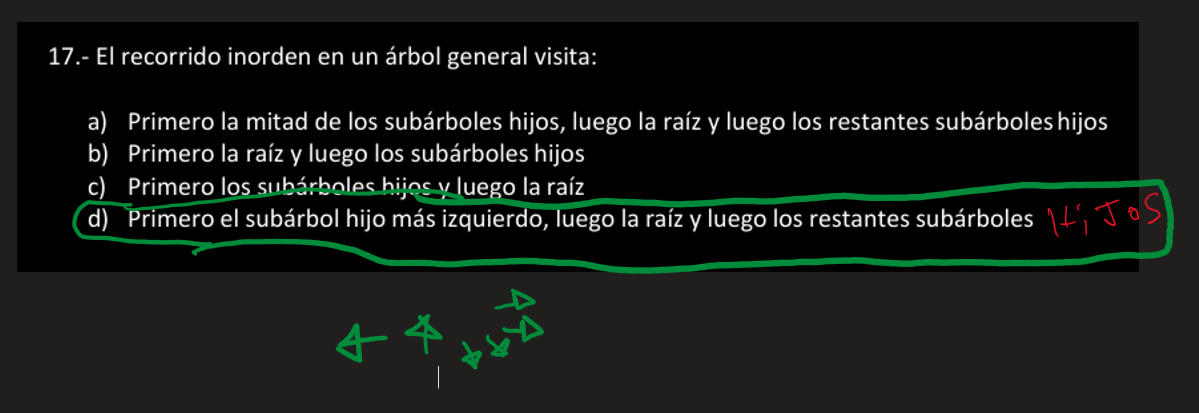 17.- El recorrido inorden en un árbol general visita:
a) Primero la mitad de los subárboles hijos, luego la raíz y luego los restantes subárboles hijos
b) Primero la raíz y luego los subárboles hijos
c) Primero los subárboles hijos y luego la raíz
d) Primero el subárbol hijo más izquierdo, luego la raíz y luego los restantes subárboles HiJoS